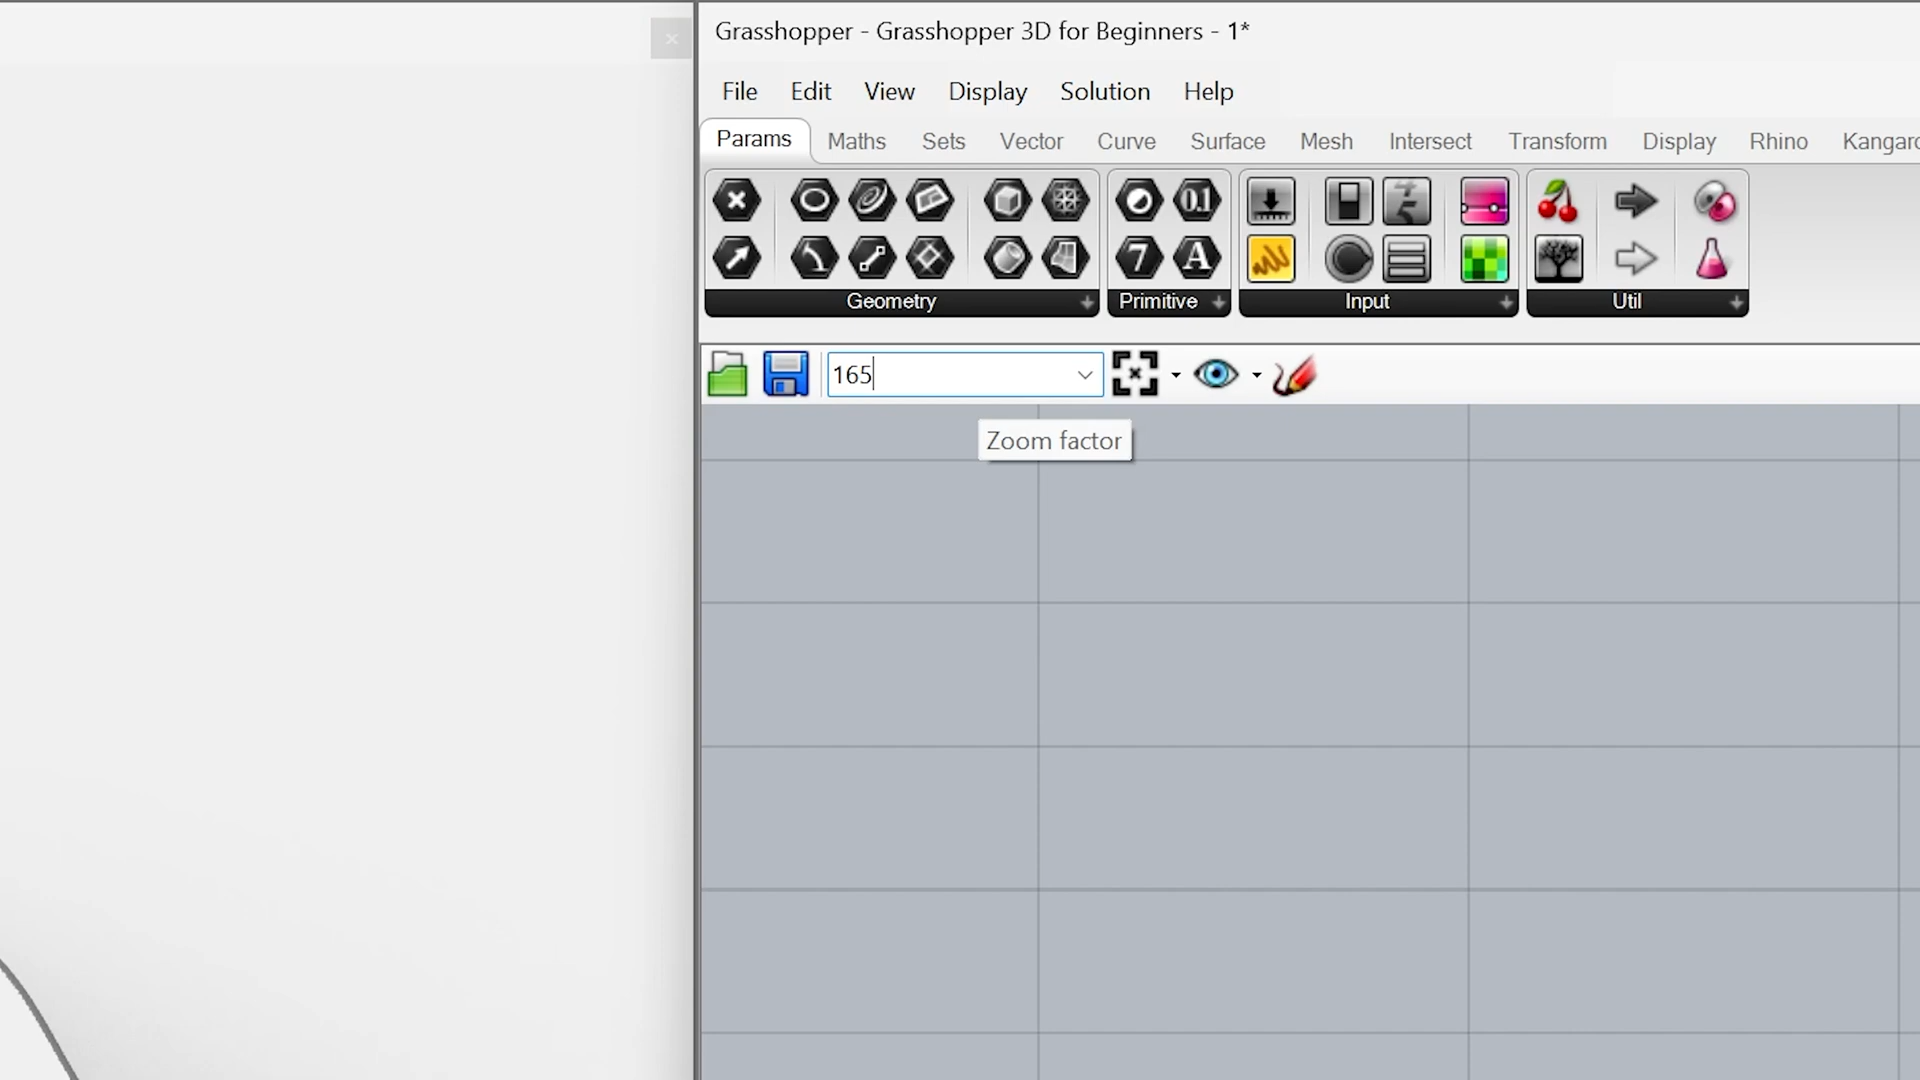 Grasshopper - Grasshopper 3D for Beginners - 1*
File Edit View Display Solution Help
Params Maths Sets Vector Curve Surface Mesh Intersect Transform Display Rhino Kangaro
0.1
7 A
Geometry Primitive Input Util
165
Zoom factor